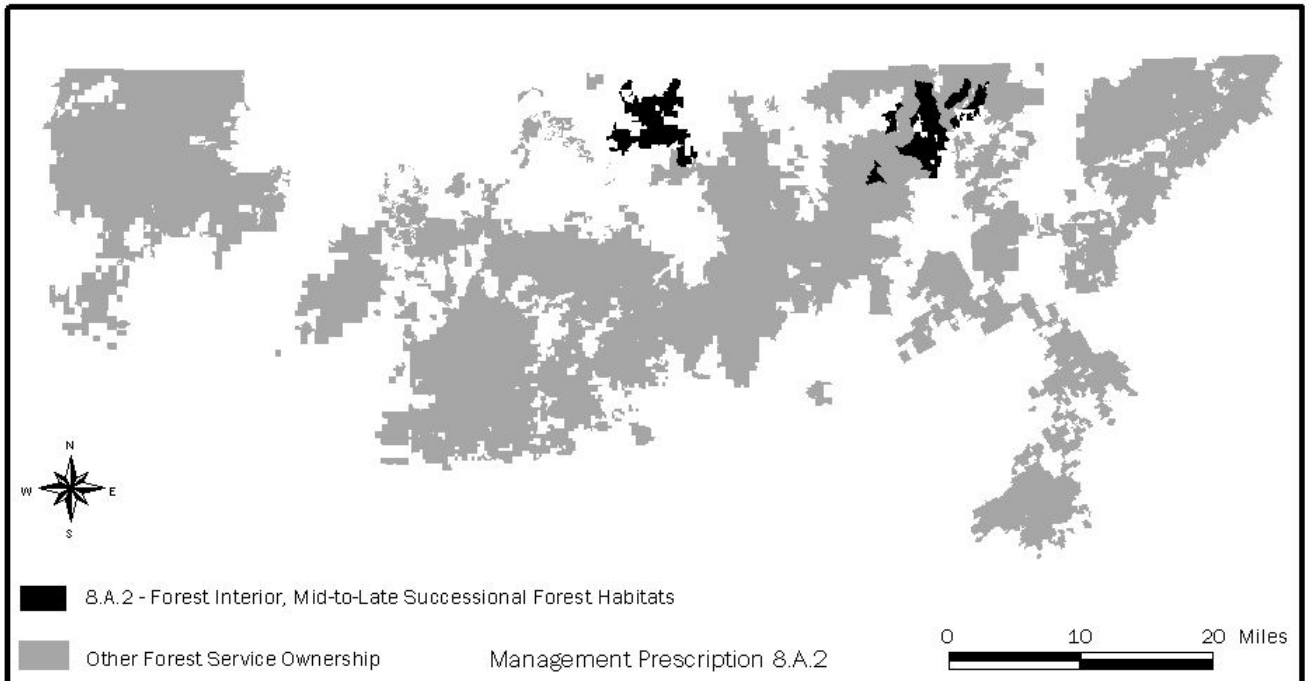 N
W E
S
8.A.2 - Forest Interior, Mid-to-Late Successional Forest Habitats
0 10 20 Miles
Other Forest Service Ownership
Management Prescription 8.A.2